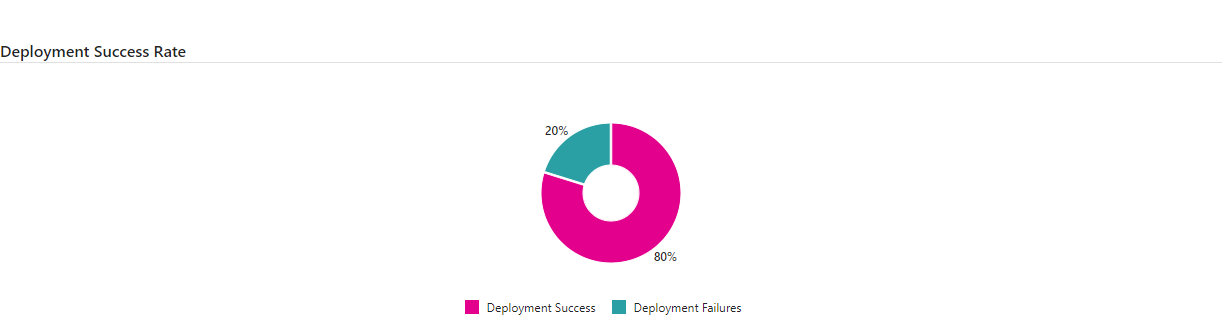 Deployment Success Rate
20%
80%
Deployment Success
Deployment Failures